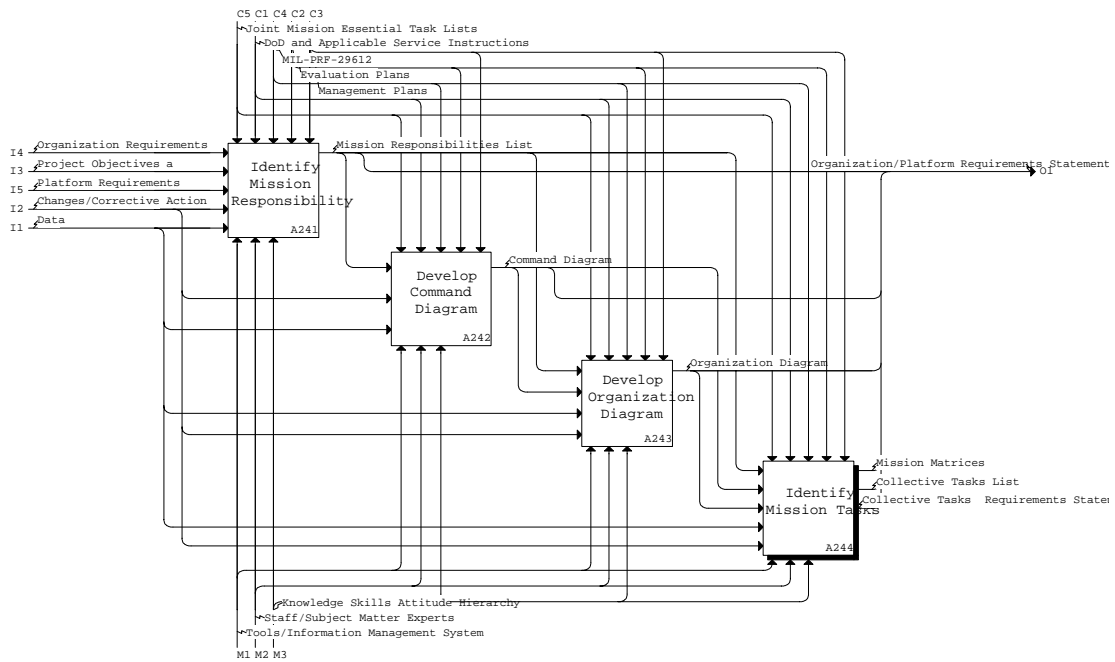 C5 C1 C4 C2 C3
Joint Mission Essential Task Lists
DoD and Applicable Service Instructions
MIL-PRF-29612
Evaluation Plans
Management Plans
I4 Organization Requirements
I3 Project Objectives a
I5 Platform Requirements
I2 Changes/Corrective Action
I1 Data
Identify
Mission
Responsibility
A241
Mission Responsibilities List
Organization/Platform Requirements Statement
O1
Command Diagram
Develop
Command
Diagram
A242
Organization Diagram
Develop
Organization
Diagram
A243
Mission Matrices
Collective Tasks List
Collective Tasks Requirements Statem
Identify
Mission Tasks
A244
Knowledge Skills Attitude Hierarchy
Staff/Subject Matter Experts
Tools/Information Management System
M1 M2 M3